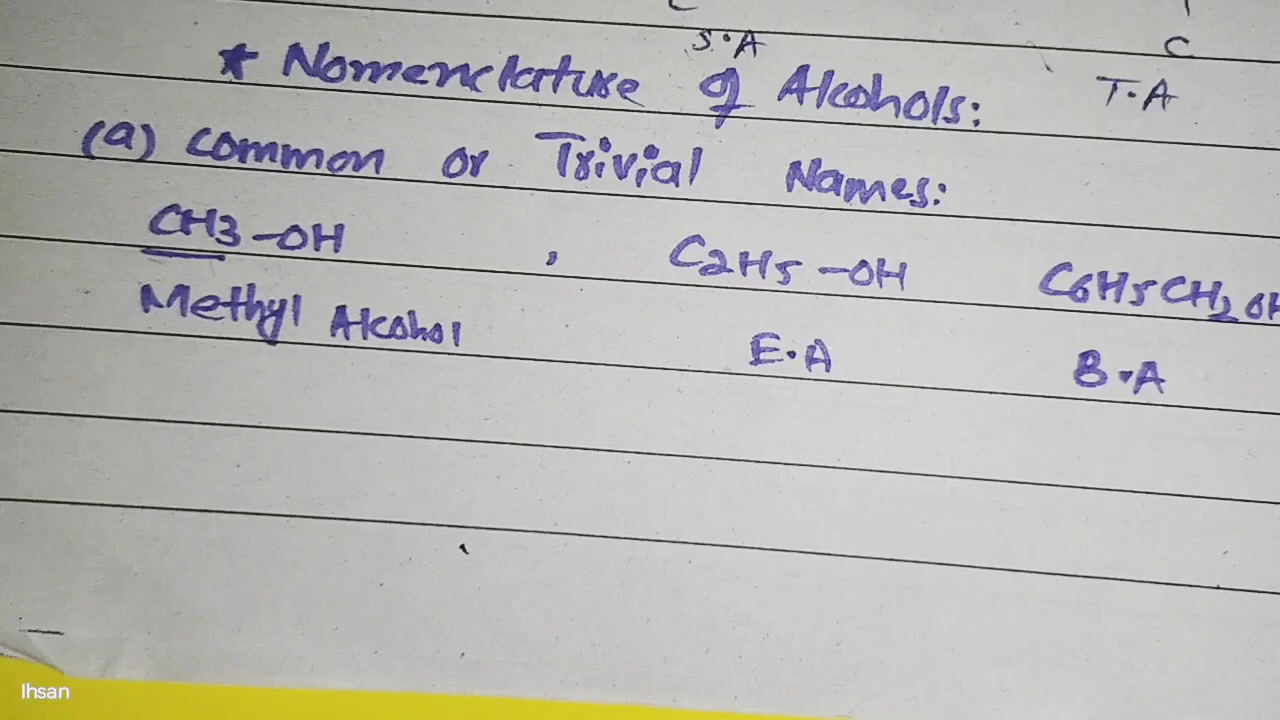 S.A
C
* Nomenclature of Alcohols:
T.A
(a) Common or Trivial Names:
CH3-OH , C2H5-OH C6H5CH2OH
Methyl Alcohol E.A B.A
Ihsan